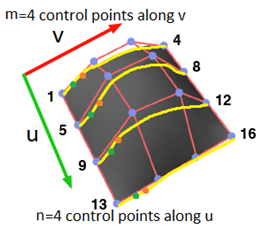 m=4 control points along v
v
4
1
8
u
5
12
9
16
13
n=4 control points along u